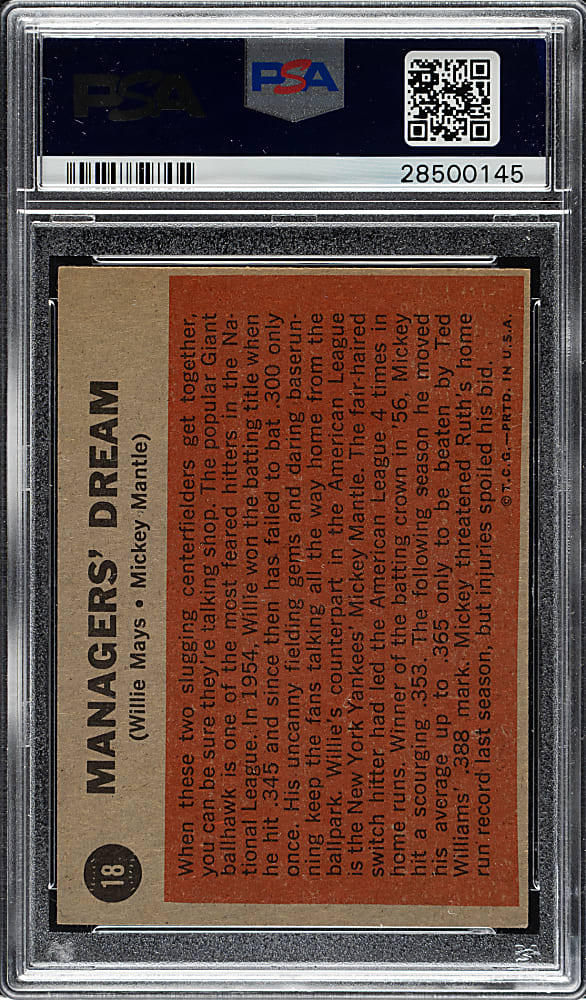 PSA
PSA
28500145
18
MANAGERS' DREAM
(Willie Mays • Mickey Mantle)
When these two slugging centerfielders get together,
you can be sure they're talking shop. The popular Giant
ballhawk is one of the most feared hitters in the Na-
tional League. In 1954, Willie won the batting title when
he hit .345 and since then has failed to bat .300 only
once. His uncamy fielding gems and daring baserun-
ning keep the fans talking all the way home from the
ballpark. Willie's counterpart in the American League
is the New York Yankees' Mickey Mantle. The fair-haired
switch hitter had led the American League 4 times in
home runs. Winner of the batting crown in '56, Mickey
hit a scourging .353. The following season he moved
his average up to .365 only to be beaten by Ted
Williams' .388 mark. Mickey threatened Ruth's home
run record last season, but injuries spoiled his bid.
© T.C.G.—PRTD. IN U.S.A.